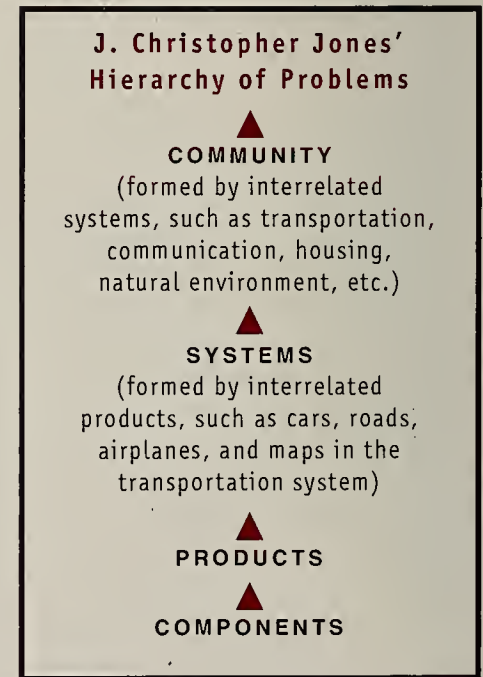 J. Christopher Jones’
Hierarchy of Problems
COMMUNITY
(formed by interrelated
systems, such as transportation,
communication, housing,
natural environment, etc.)
SYSTEMS
(formed by interrelated
products, such as cars, roads,
airplanes, and maps in the
transportation system)
PRODUCTS
COMPONENTS